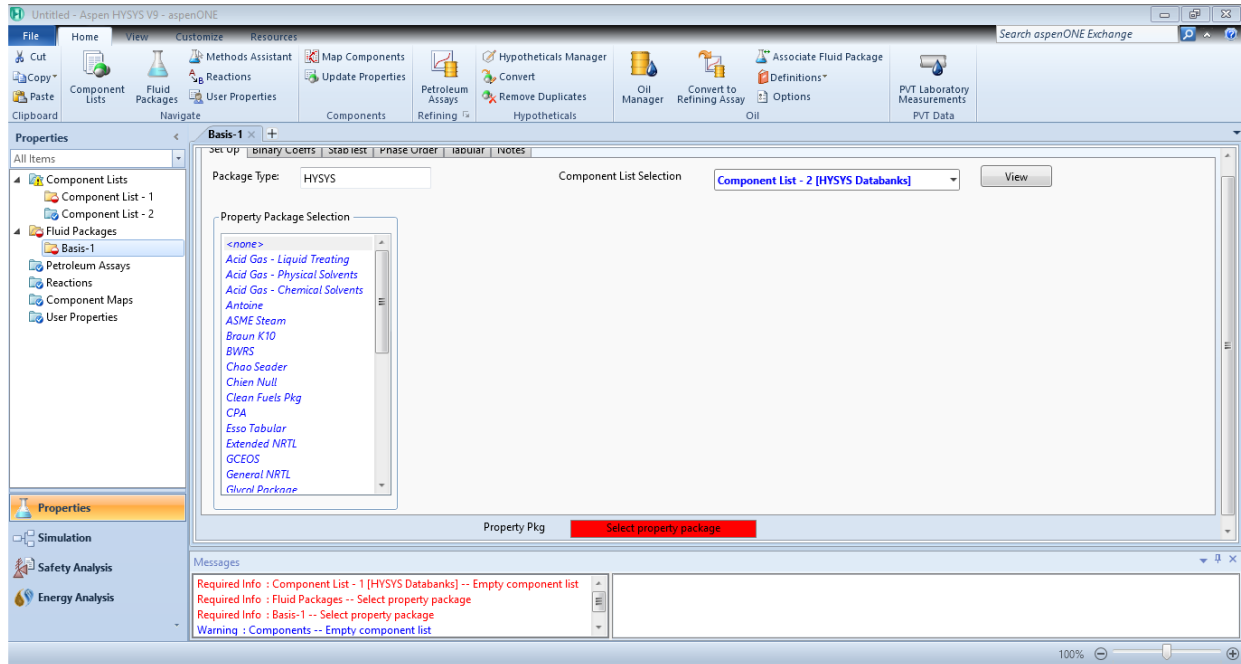 Untitled - Aspen HYSYS V9 - aspenONE
File Home View Customize Resources Search aspenONE Exchange
Cut
Copy
Paste
Clipboard
Component Lists
Fluid Packages
Methods Assistant
Reactions
User Properties
Navigate
Map Components
Update Properties
Components
Petroleum Assays
Refining
Hypotheticals Manager
Convert
Remove Duplicates
Hypotheticals
Oil Manager
Convert to Refining Assay
Associate Fluid Package
Definitions
Options
Oil
PVT Laboratory Measurements
PVT Data
Properties
All Items
Component Lists
Component List - 1
Component List - 2
Fluid Packages
Basis-1
Petroleum Assays
Reactions
Component Maps
User Properties
Properties
Simulation
Safety Analysis
Energy Analysis
Basis-1
Set Up Binary Coeffs StabTest Phase Order Tabular Notes
Package Type: HYSYS Component List Selection Component List - 2 [HYSYS Databanks] View
Property Package Selection
<none>
Acid Gas - Liquid Treating
Acid Gas - Physical Solvents
Acid Gas - Chemical Solvents
Antoine
ASME Steam
Braun K10
BWRS
Chao Seader
Chien Null
Clean Fuels Pkg
CPA
Esso Tabular
Extended NRTL
GCEOS
General NRTL
Glycol Package
Property Pkg Select property package
Messages
Required Info : Component List - 1 [HYSYS Databanks] -- Empty component list
Required Info : Fluid Packages -- Select property package
Required Info : Basis-1 -- Select property package
Warning : Components -- Empty component list
100%